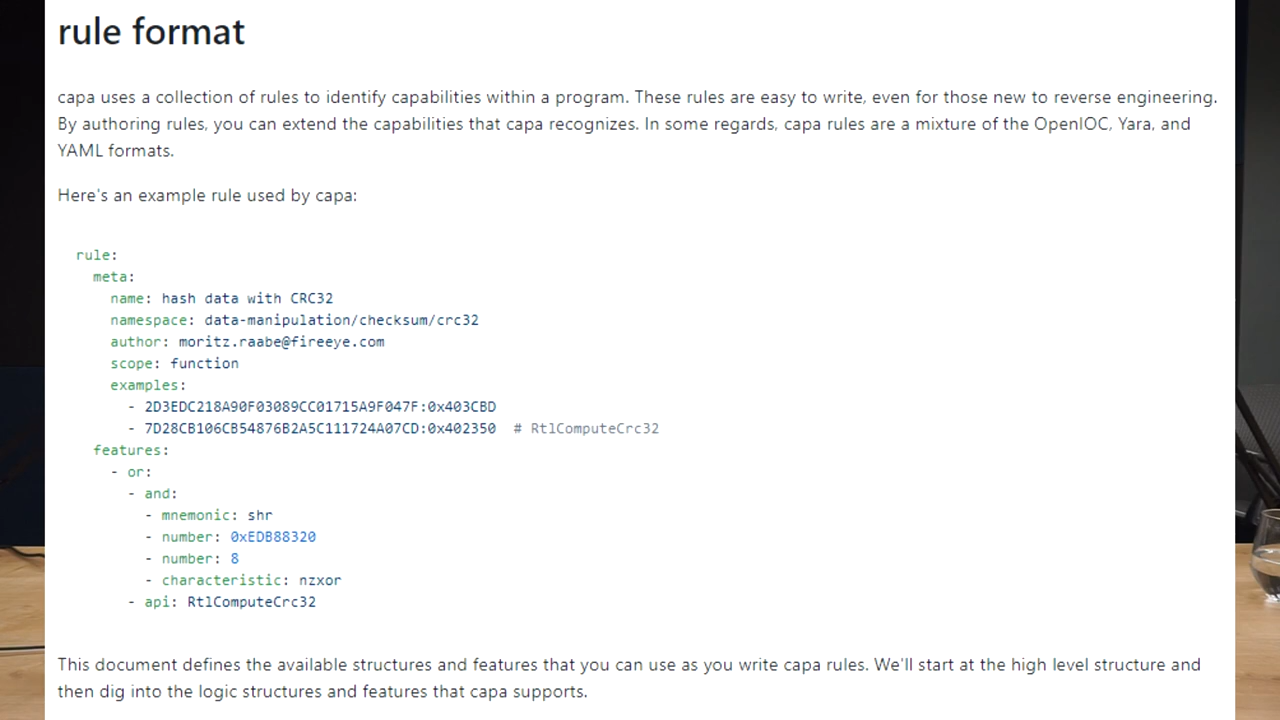 rule format
capa uses a collection of rules to identify capabilities within a program. These rules are easy to write, even for those new to reverse engineering.
By authoring rules, you can extend the capabilities that capa recognizes. In some regards, capa rules are a mixture of the OpenIOC, Yara, and
YAML formats.
Here's an example rule used by capa:
rule:
meta:
name: hash data with CRC32
namespace: data-manipulation/checksum/crc32
author: moritz.raabe@fireeye.com
scope: function
examples:
- 2D3EDC218A90F03089CC01715A9F047F:0x403CBD
- 7D28CB106CB54876B2A5C111724A07CD:0x402350  # RtlComputeCrc32
features:
- or:
- and:
- mnemonic: shr
- number: 0xEDB88320
- number: 8
- characteristic: nzxor
- api: RtlComputeCrc32
This document defines the available structures and features that you can use as you write capa rules. We'll start at the high level structure and
then dig into the logic structures and features that capa supports.